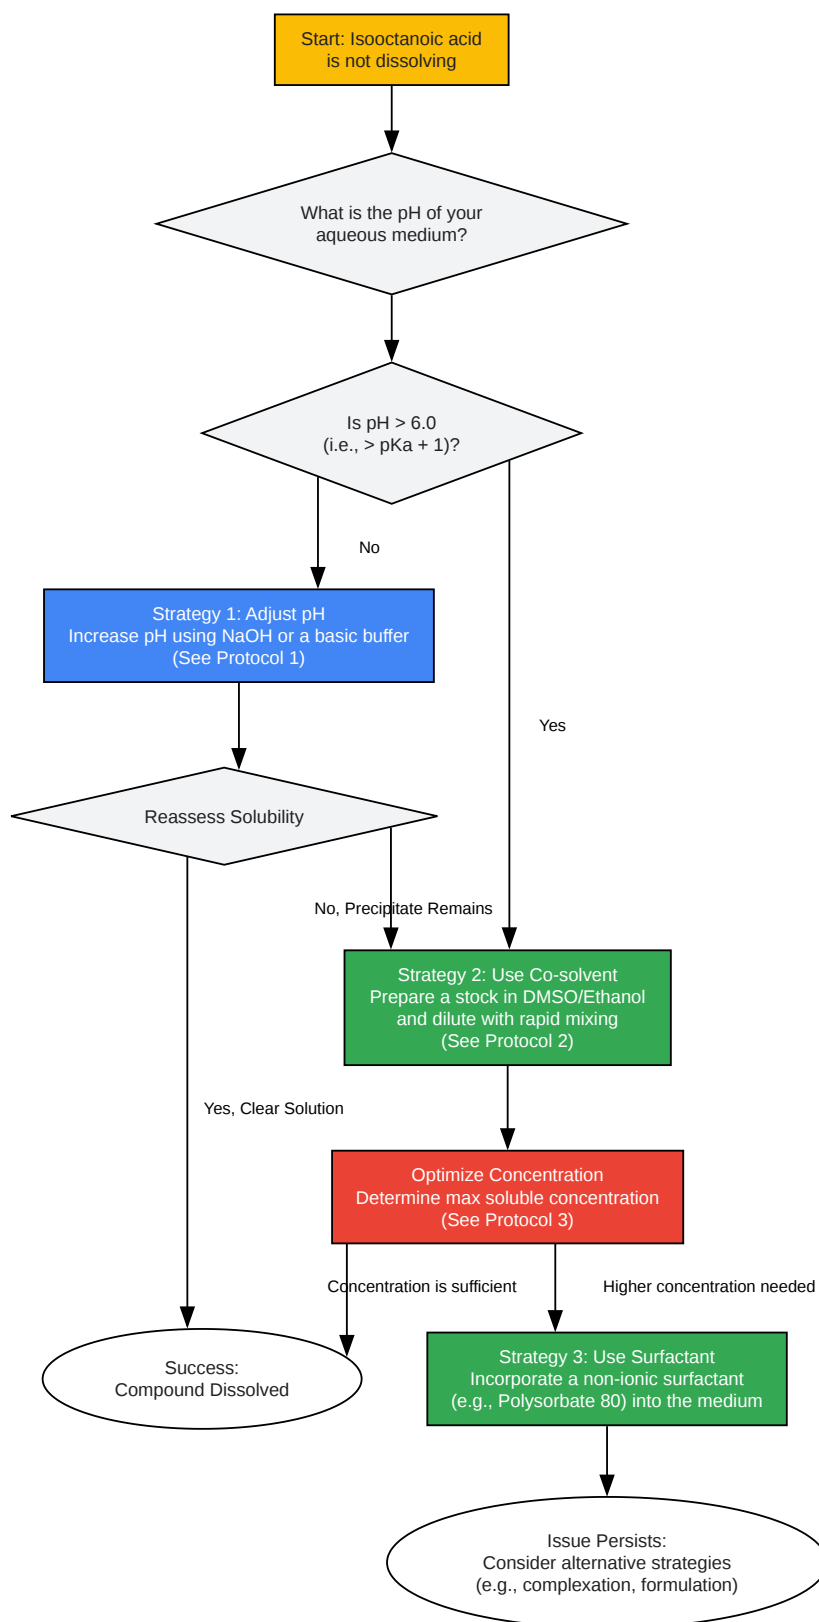 Start: Isooctanoic acid
is not dissolving
What is the pH of your
aqueous medium?
Is pH > 6.0
(i.e., > pKa + 1)?
No
Strategy 1: Adjust pH
Increase pH using NaOH or a basic buffer
(See Protocol 1)
Yes
Reassess Solubility
No, Precipitate Remains
Strategy 2: Use Co-solvent
Prepare a stock in DMSO/Ethanol
and dilute with rapid mixing
(See Protocol 2)
Yes, Clear Solution
Optimize Concentration
Determine max soluble concentration
(See Protocol 3)
Concentration is sufficient
Higher concentration needed
Success:
Compound Dissolved
Strategy 3: Use Surfactant
Incorporate a non-ionic surfactant
(e.g., Polysorbate 80) into the medium
Issue Persists:
Consider alternative strategies
(e.g., complexation, formulation)